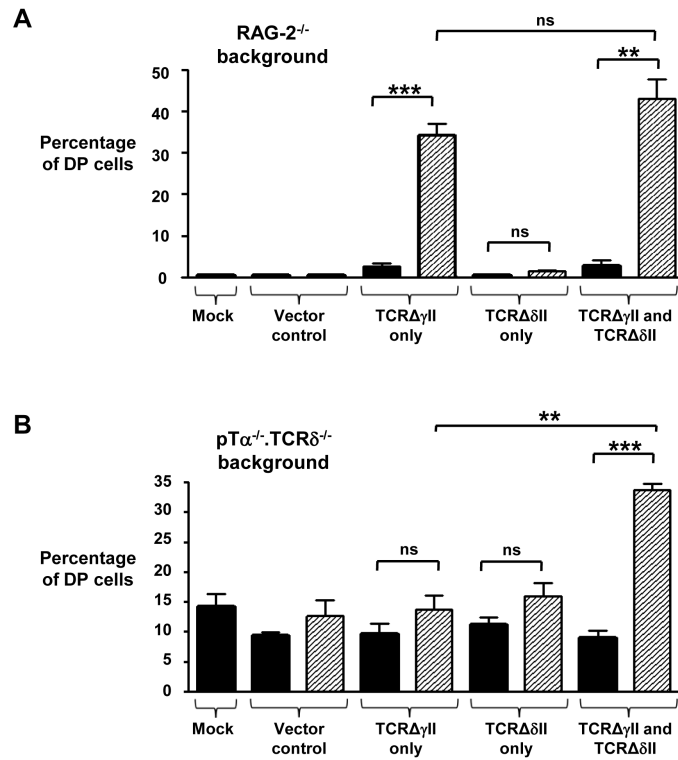 A
RAG-2-/-
background
ns
**
***
ns
Percentage
of DP cells
50
40
30
20
10
0
Mock
Vector
control
TCRΔγII
only
TCRΔδII
only
TCRΔγII and
TCRΔδII
B
pTα-/-.TCRδ-/-
background
**
***
ns
ns
Percentage
of DP cells
35
30
25
20
15
10
5
0
Mock
Vector
control
TCRΔγII
only
TCRΔδII
only
TCRΔγII and
TCRΔδII